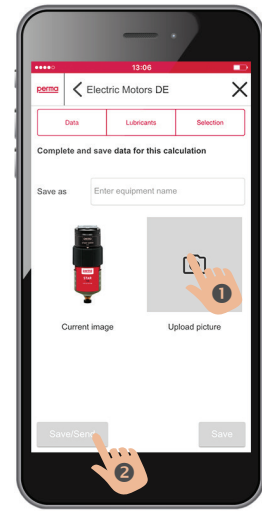 13:06
perma
Electric Motors DE
Data Lubricants Selection
Complete and save data for this calculation
Save as Enter equipment name
perma
STAR
1
Current image Upload picture
Save/Send Save
2